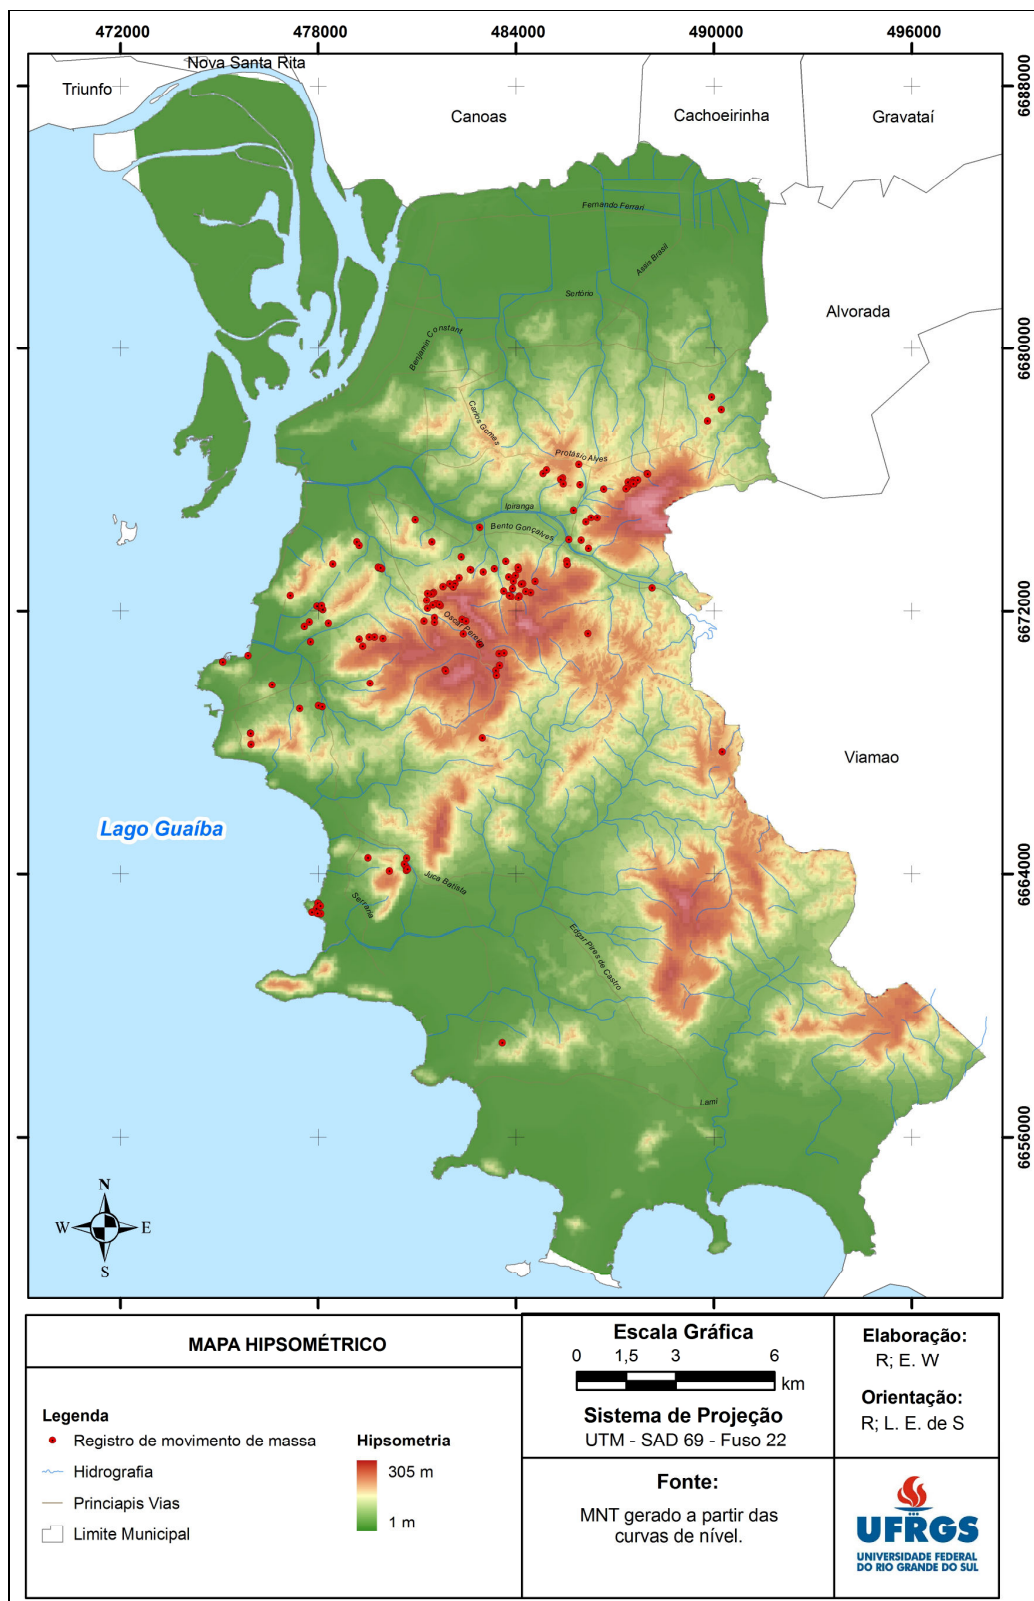 472000 478000 484000 490000 496000
Nova Santa Rita
Triunfo
Canoas
Cachoeirinha
Gravataí
6688000
Fernando Ferrari
Assis Brasil
Sertório
Alvorada
Benjamin Constant
6680000
Carlos Gomes
Protásio Alves
Ipiranga
Bento Gonçalves
6672000
Oscar Pereira
Viamao
Lago Guaíba
Juca Batista
6664000
Serraria
Edgar Pires de Castro
Lami
6656000
N
W E
S
472000 478000 484000 490000 496000
MAPA HIPSOMÉTRICO
Legenda
Registro de movimento de massa
Hidrografia
Princiapis Vias
Limite Municipal
Hipsometria
305 m
1 m
Escala Gráfica
0 1,5 3 6
km
Sistema de Projeção
UTM - SAD 69 - Fuso 22
Fonte:
MNT gerado a partir das
curvas de nível.
Elaboração:
R; E. W
Orientação:
R; L. E. de S
UFRGS
UNIVERSIDADE FEDERAL
DO RIO GRANDE DO SUL